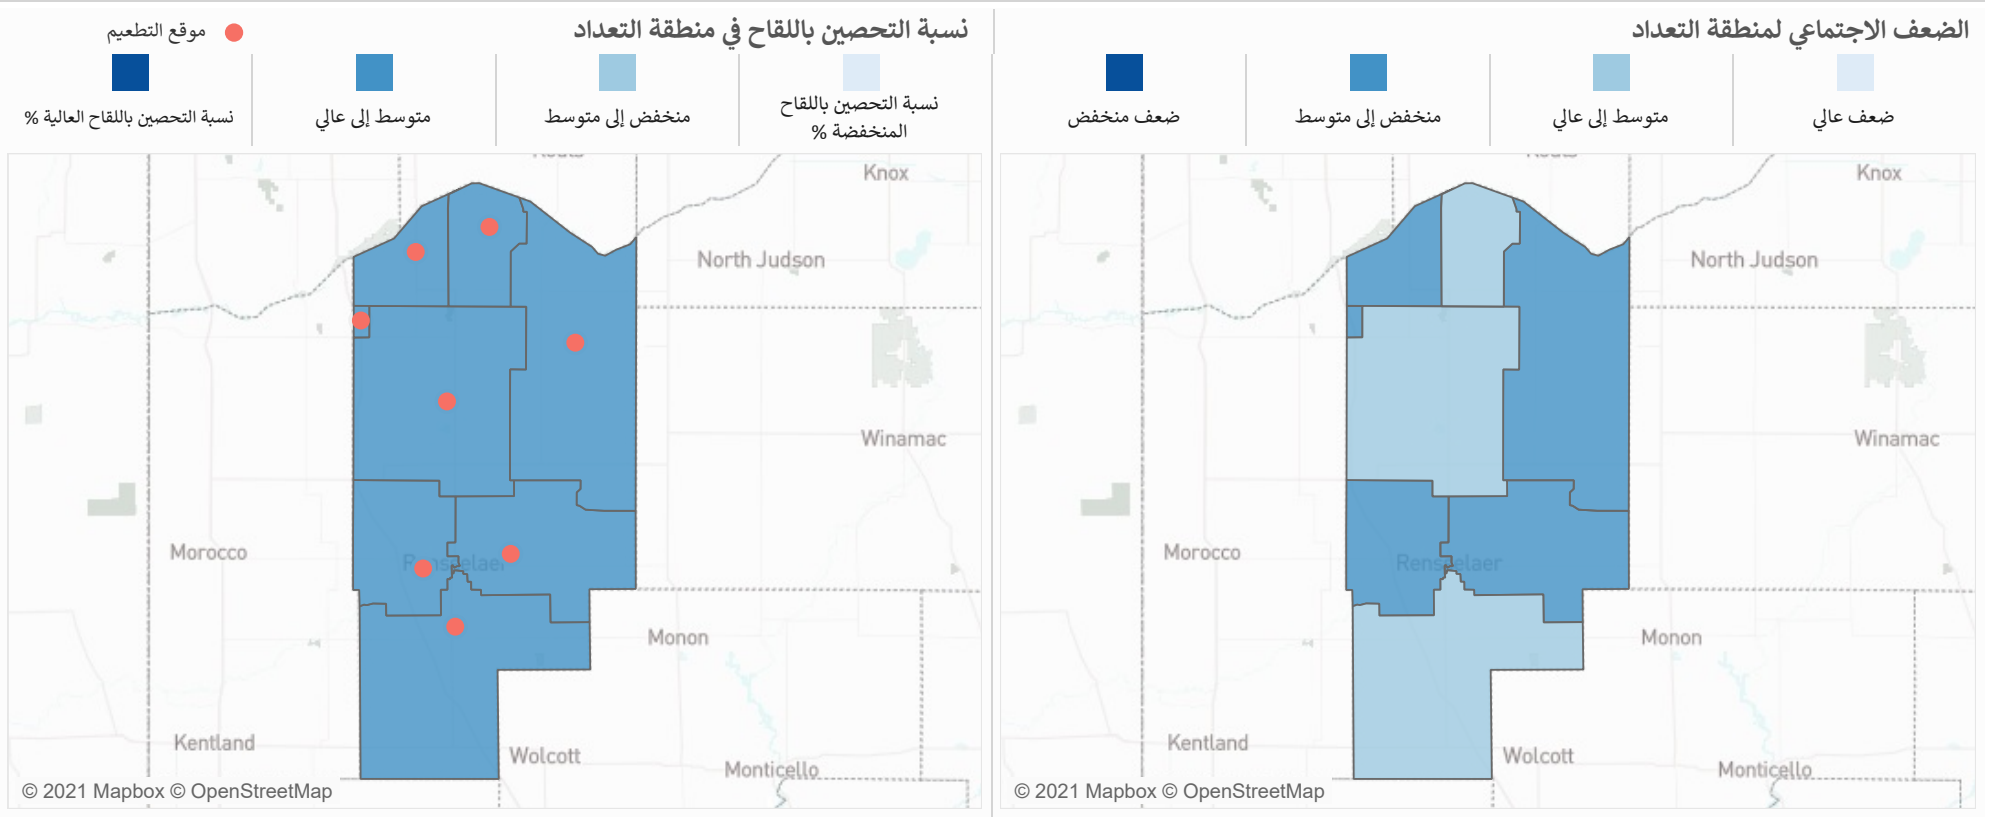 الضعف الاجتماعي لمنطقة التعداد
ضعف عالي
متوسط إلى عالي
منخفض إلى متوسط
ضعف منخفض
Knox
North Judson
Winamac
Morocco
Rensselaer
Monon
Kentland
Wolcott
Monticello
© 2021 Mapbox © OpenStreetMap
نسبة التحصين باللقاح في منطقة التعداد
موقع التطعيم
نسبة التحصين باللقاح
المنخفضة %
منخفض إلى متوسط
متوسط إلى عالي
نسبة التحصين باللقاح العالية %
Knox
North Judson
Winamac
Morocco
Rensselaer
Monon
Kentland
Wolcott
Monticello
© 2021 Mapbox © OpenStreetMap